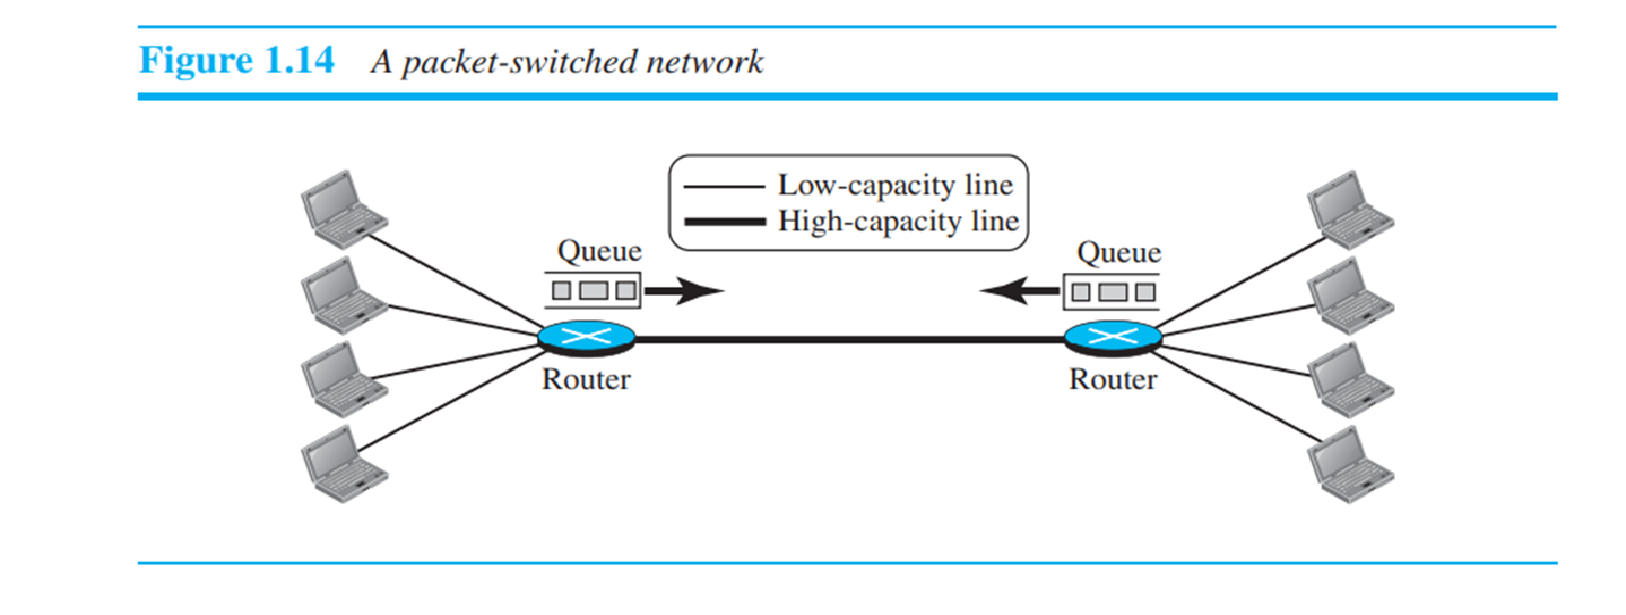 Figure 1.14 A packet-switched network
Low-capacity line
High-capacity line
Queue
Queue
Router
Router